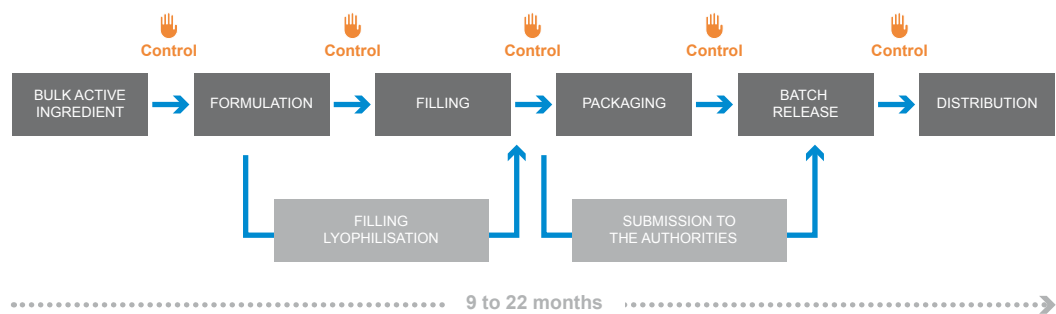 Control
Control
Control
Control
Control
BULK ACTIVE
INGREDIENT
FORMULATION
FILLING
PACKAGING
BATCH
RELEASE
DISTRIBUTION
FILLING
LYOPHILISATION
SUBMISSION TO
THE AUTHORITIES
9 to 22 months